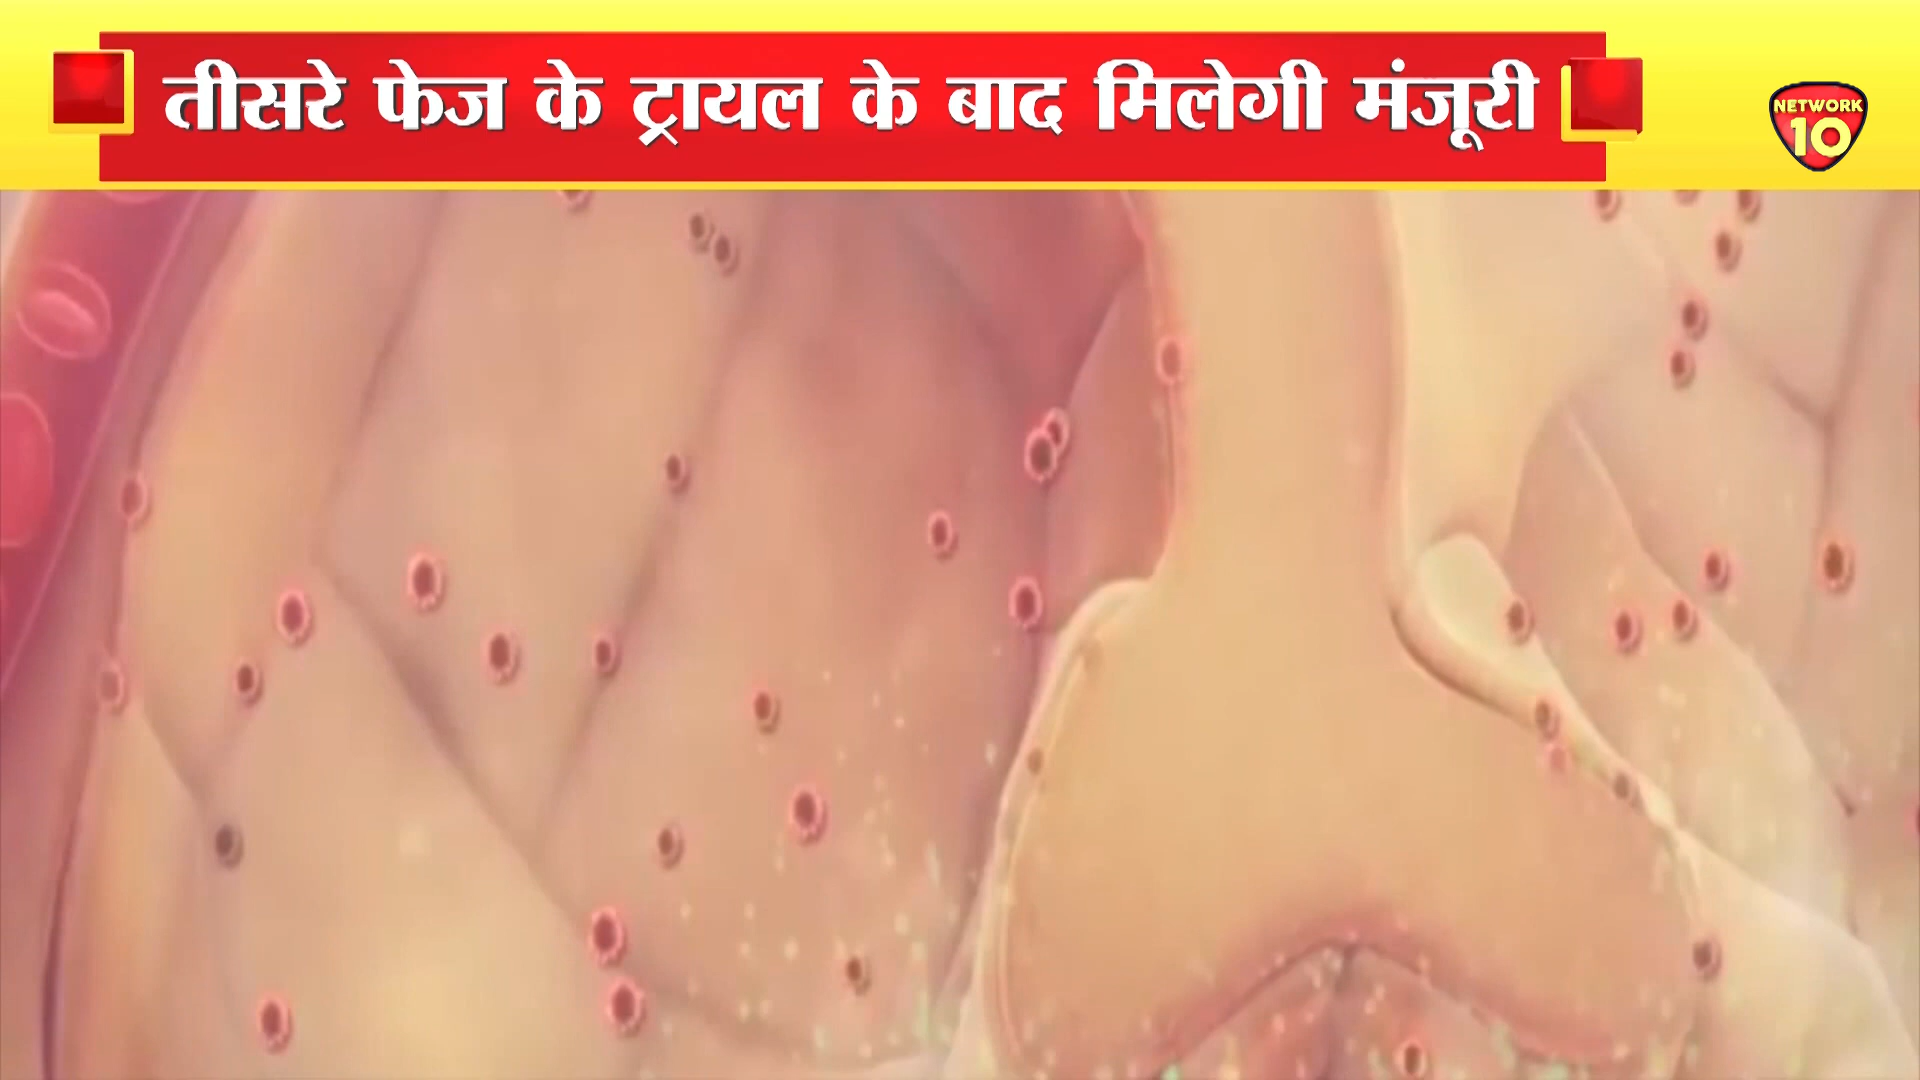 तीसरे फेज के ट्रायल के बाद मिलेगी मंजूरी
NETWORK
10